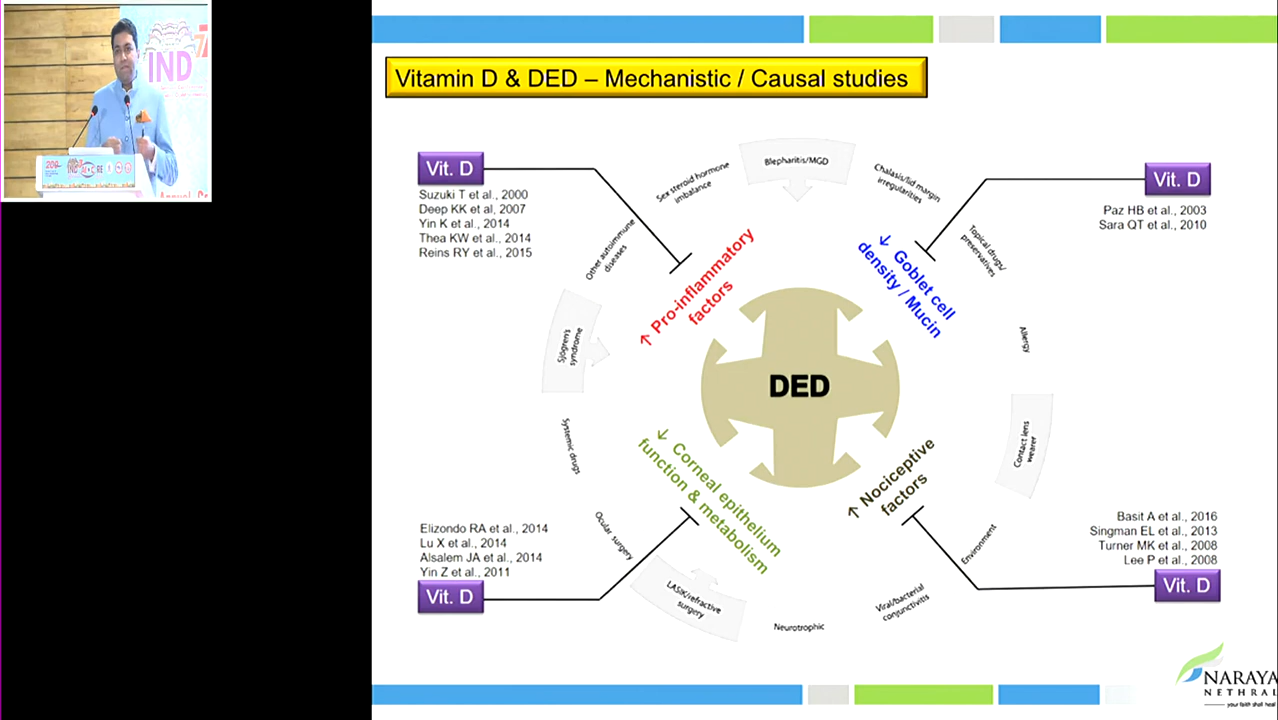 IND
7
200
Vitamin D & DED – Mechanistic / Causal studies
Vit. D
Suzuki T et al., 2000
Deep KK et al., 2007
Yin K et al., 2014
Thea KW et al., 2014
Reins RY et al., 2015
Sex steroid hormone
imbalance
Blepharitis/MGD
Chalasis/lid margin
irregularities
Vit. D
Paz HB et al., 2003
Sara QT et al., 2010
Other autoimmune
diseases
↑ Pro-inflammatory
factors
↓ Goblet cell
density / Mucin
Topical drugs/
preservatives
Sjogren's
syndrome
Allergy
DED
Systemic drugs
↓ Corneal epithelium
function & metabolism
↑ Nociceptive
factors
Contact lens
wearer
Elizondo RA et al., 2014
Lu X et al., 2014
Alsalem JA et al., 2014
Yin Z et al., 2011
Vit. D
Ocular surgery
LASIK/refractive
surgery
Neurotrophic
Viral/bacterial
conjunctivitis
Environment
Basit A et al., 2016
Singman EL et al., 2013
Turner MK et al., 2008
Lee P et al., 2008
Vit. D
NARAYA
NETHRAL
your faith shall heal